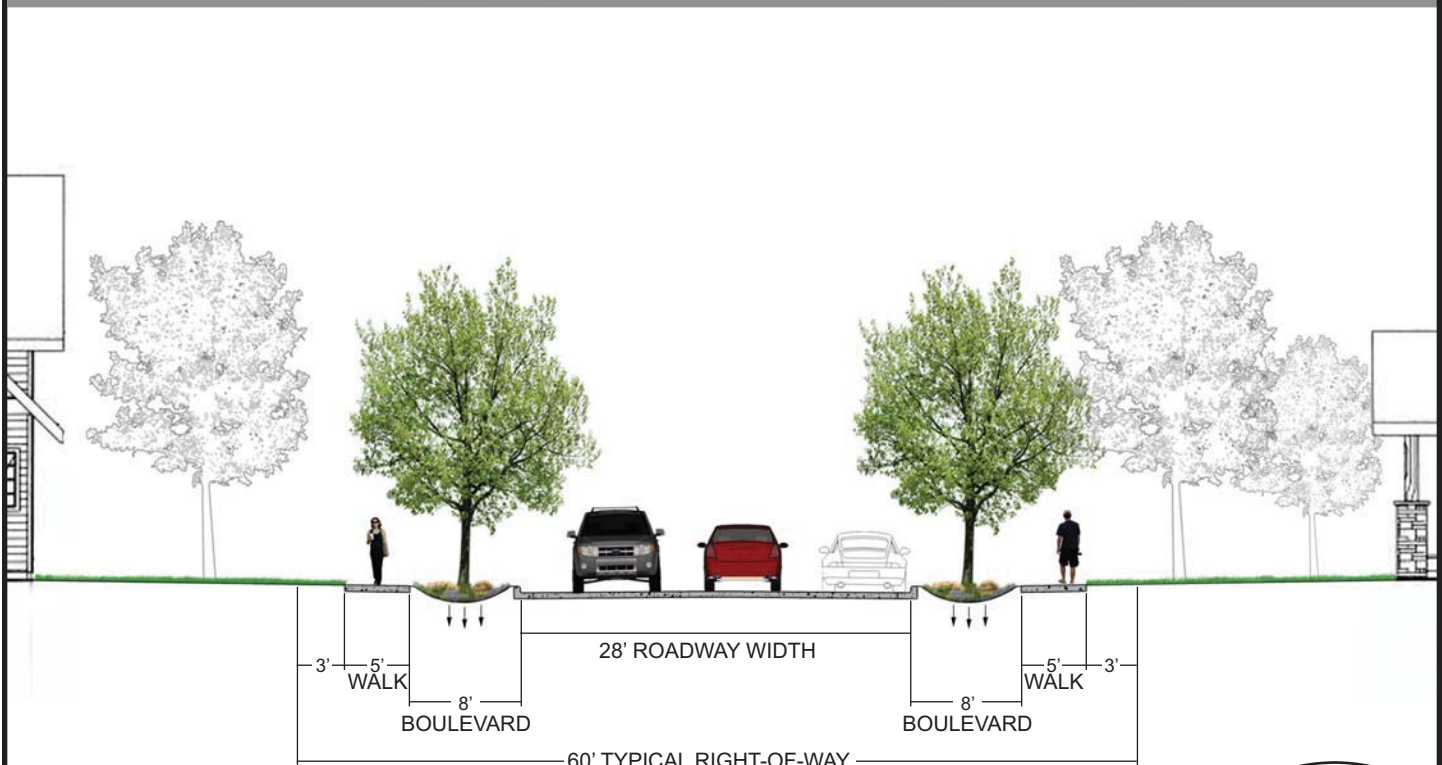 28’ ROADWAY WIDTH
3’ 5’ 5’ 3’
WALK WALK
8’ 8’
BOULEVARD BOULEVARD
60’ TYPICAL RIGHT-OF-WAY